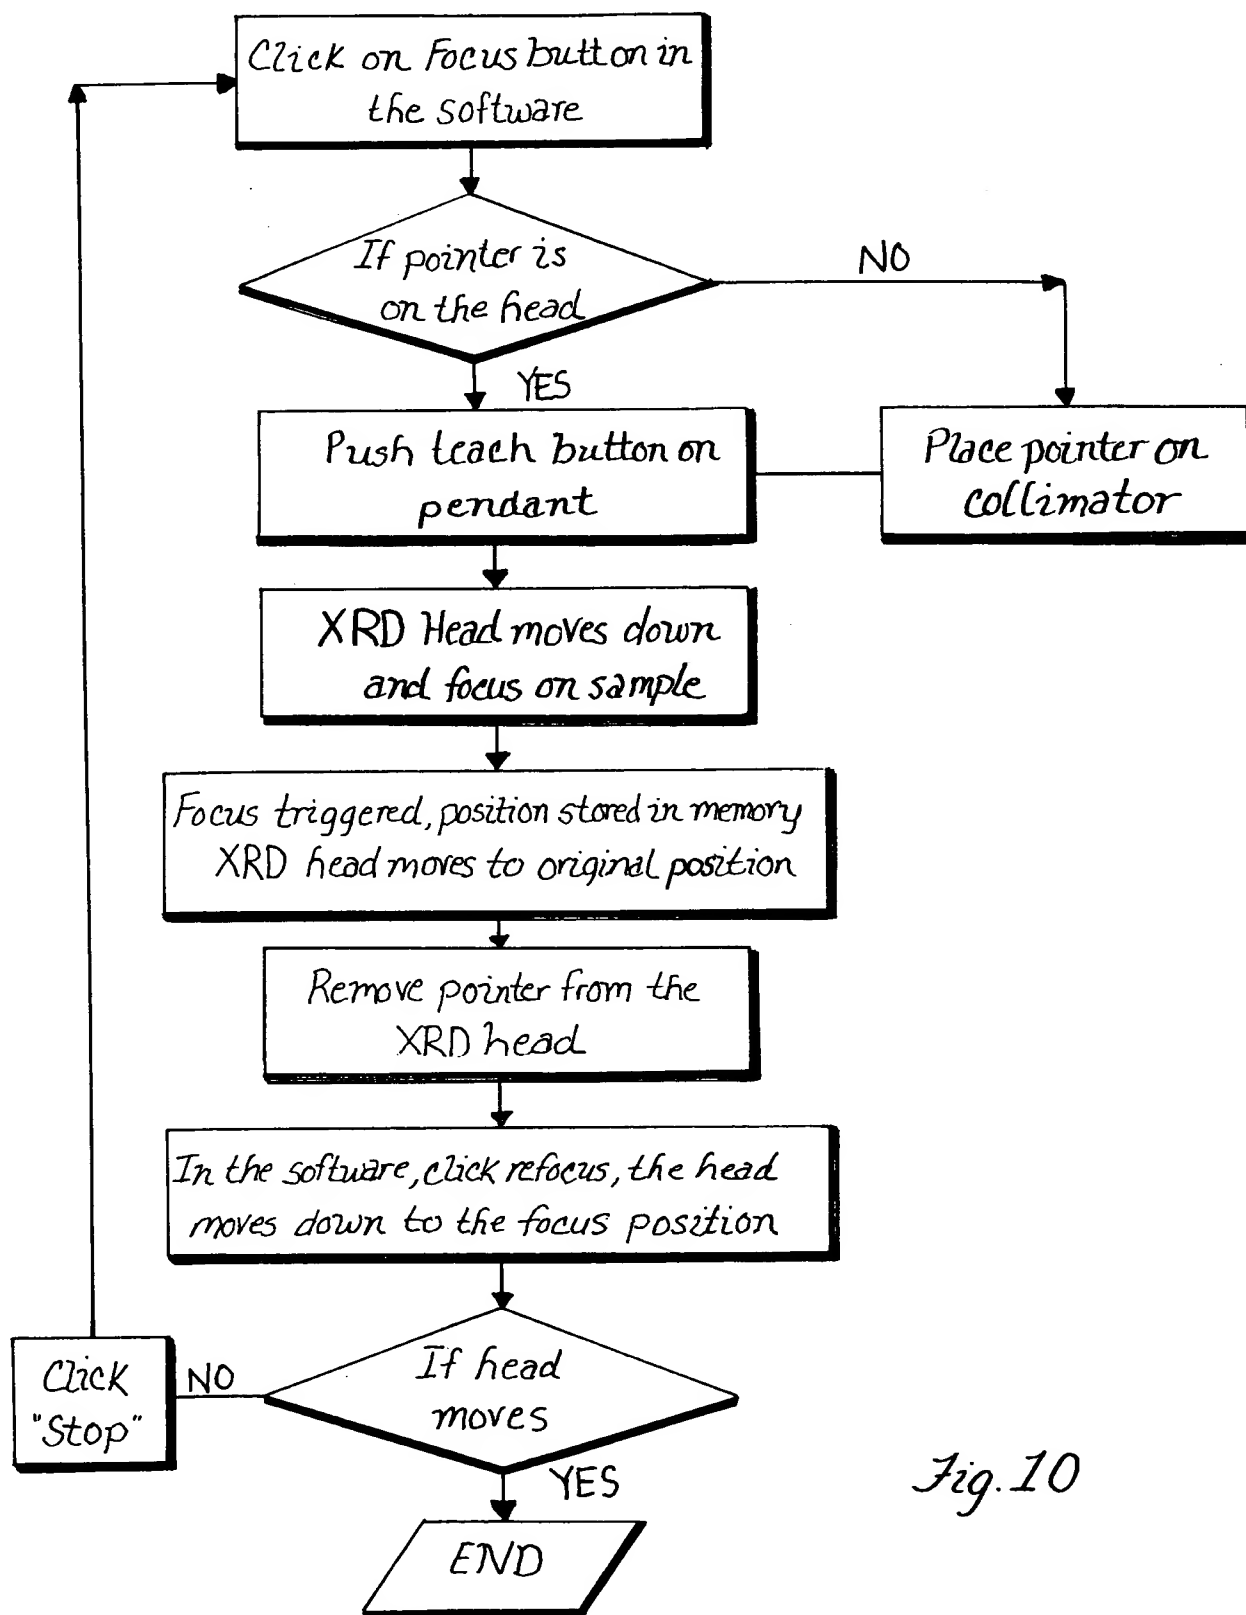 Click on Focus button in
the software
If pointer is
on the head
NO
YES
Push teach button on
pendant
Place pointer on
collimator
XRD Head moves down
and focus on sample
Focus triggered, position stored in memory
XRD head moves to original position
Remove pointer from the
XRD head
In the software, click refocus, the head
moves down to the focus position
If head
moves
NO
Click
"Stop"
YES
END
Fig. 10